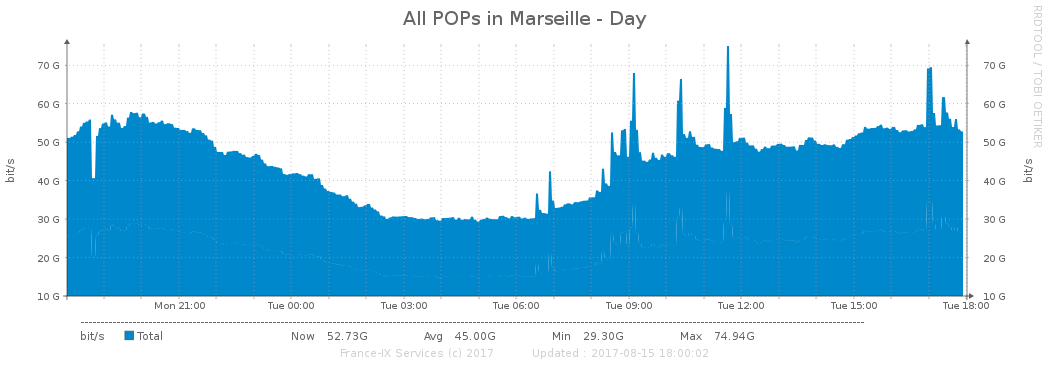 All POPs in Marseille - Day
RRDTOOL / TOBI OETIKER
bit/s
bit/s
70 G 70 G
60 G 60 G
50 G 50 G
40 G 40 G
30 G 30 G
20 G 20 G
10 G 10 G
Mon 21:00 Tue 00:00 Tue 03:00 Tue 06:00 Tue 09:00 Tue 12:00 Tue 15:00 Tue 18:00
bit/s Total Now 52.73G Avg 45.00G Min 29.30G Max 74.94G
France-IX Services (c) 2017 Updated : 2017-08-15 18:00:02